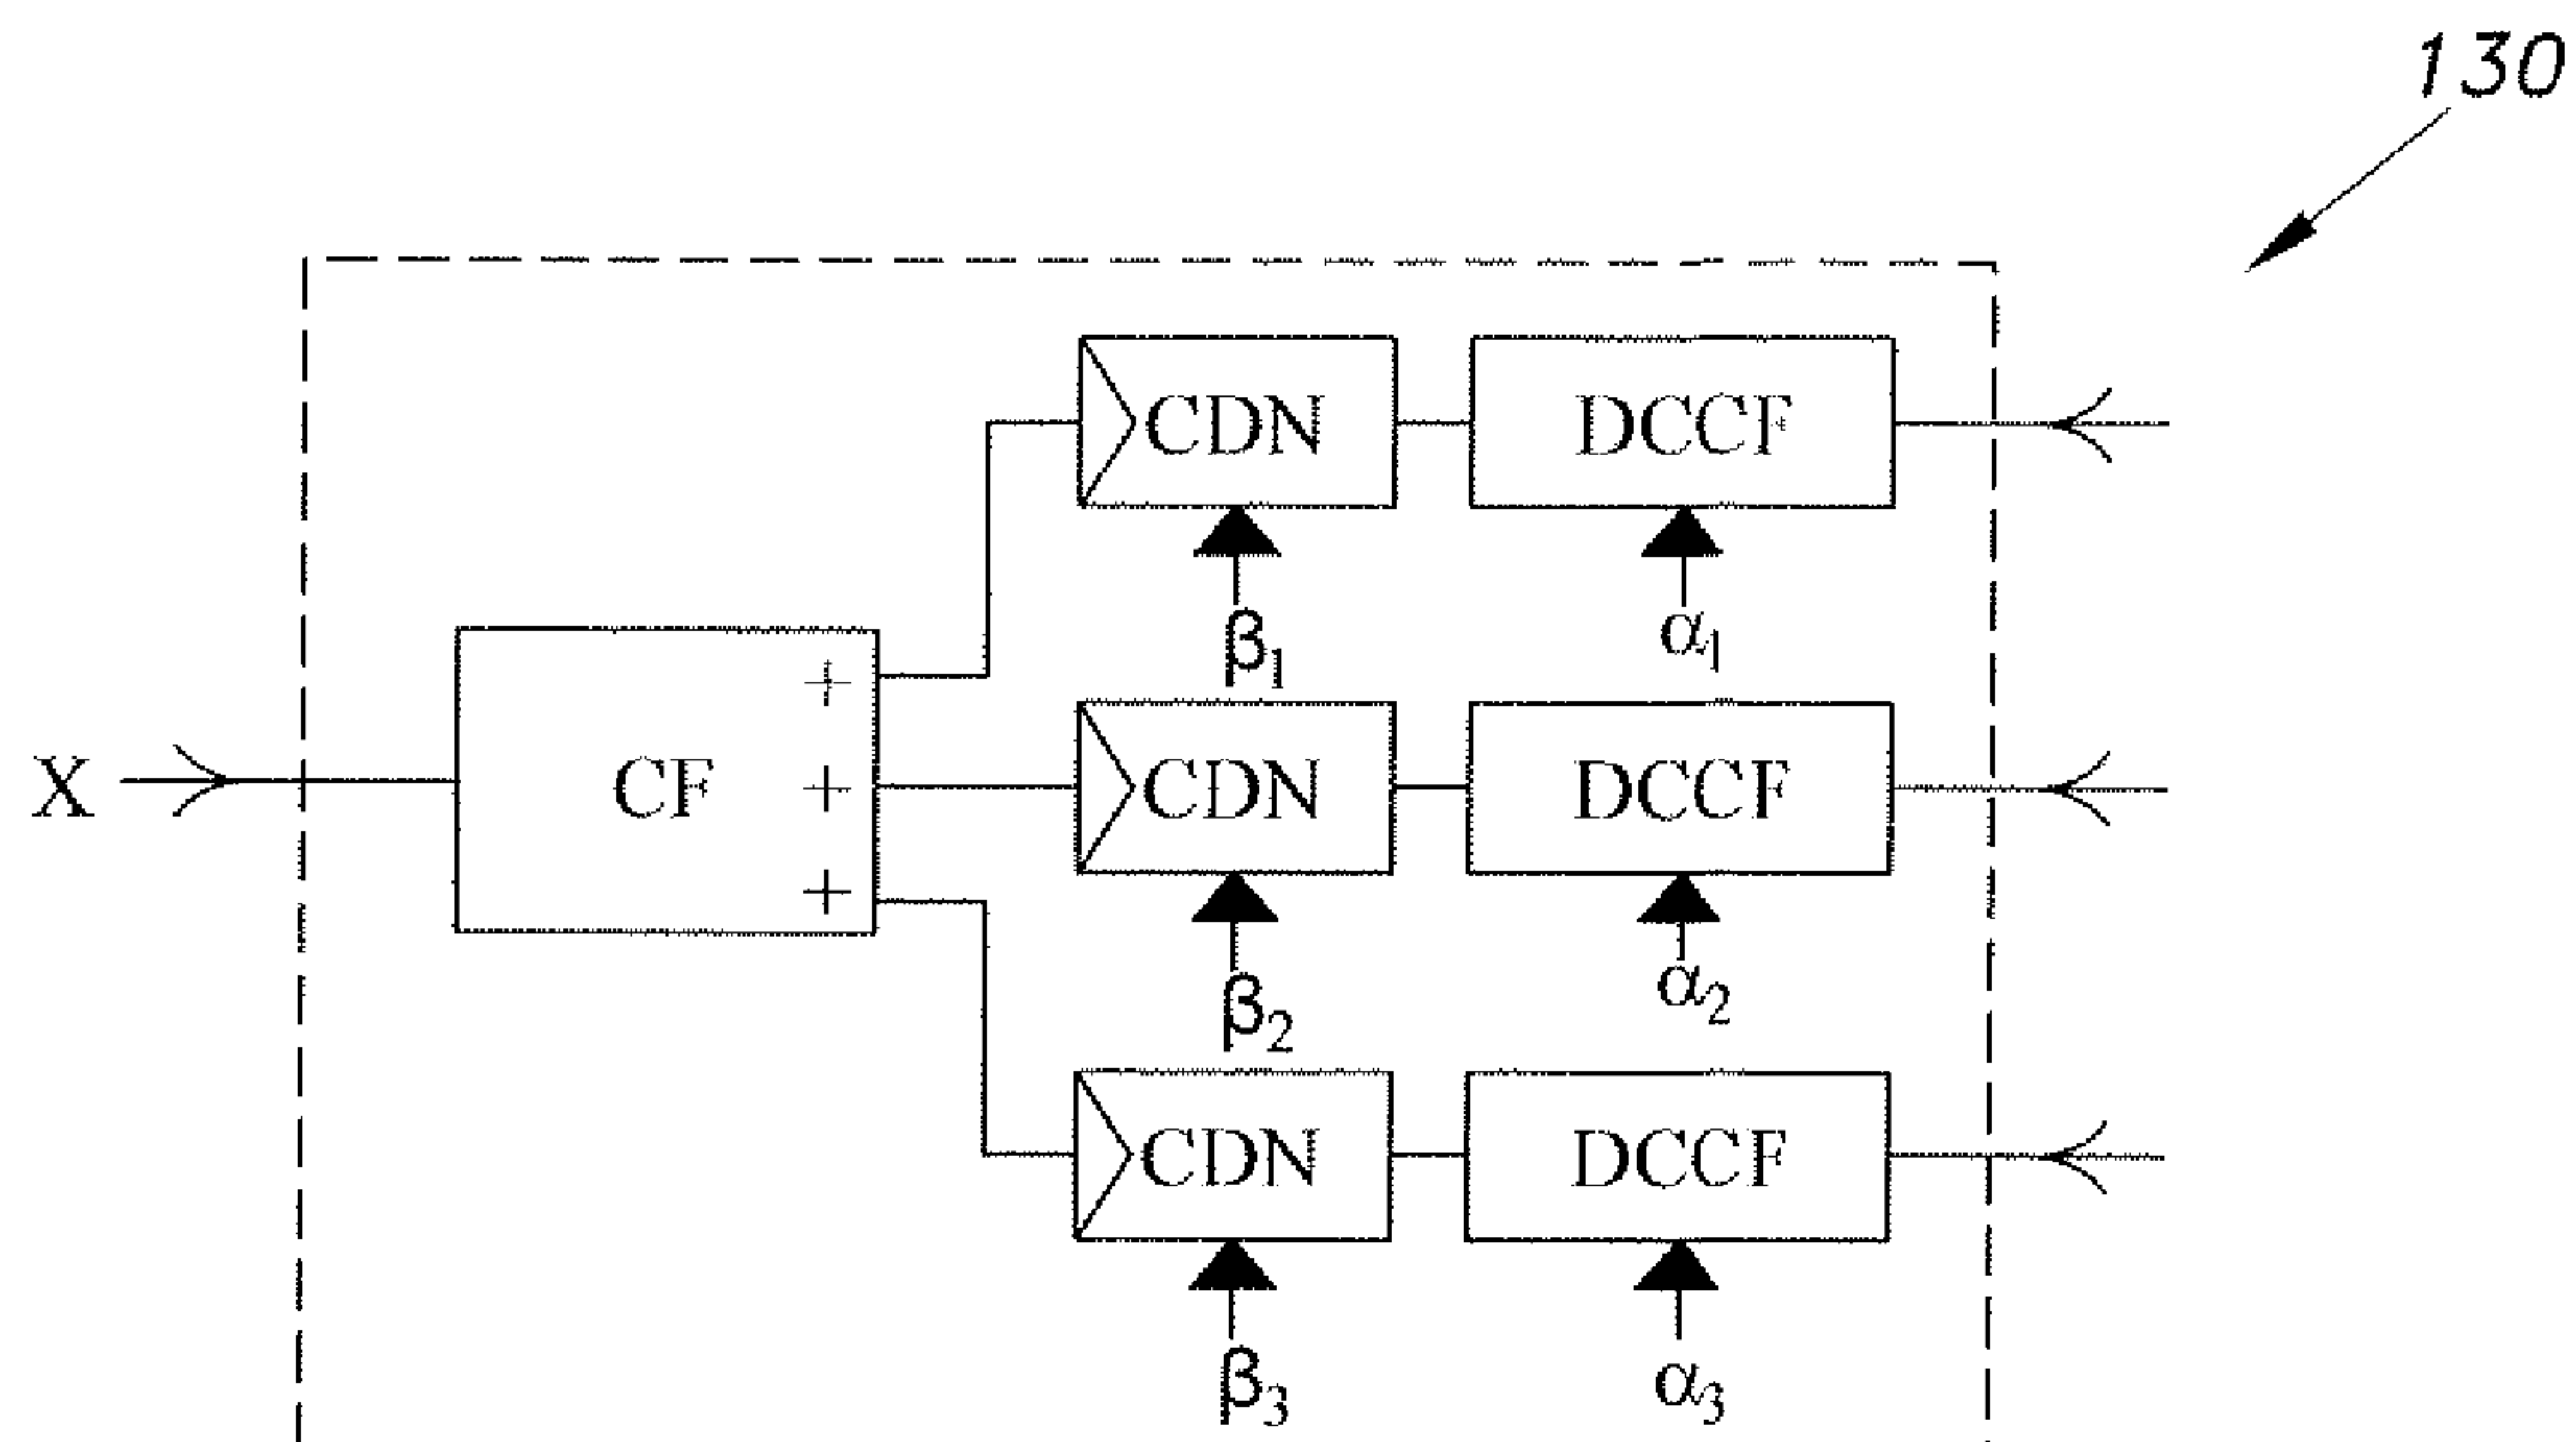 130
CDN DCCF
β1 α1
+
X CF + CDN DCCF
+
β2 α2
CDN DCCF
β3 α3